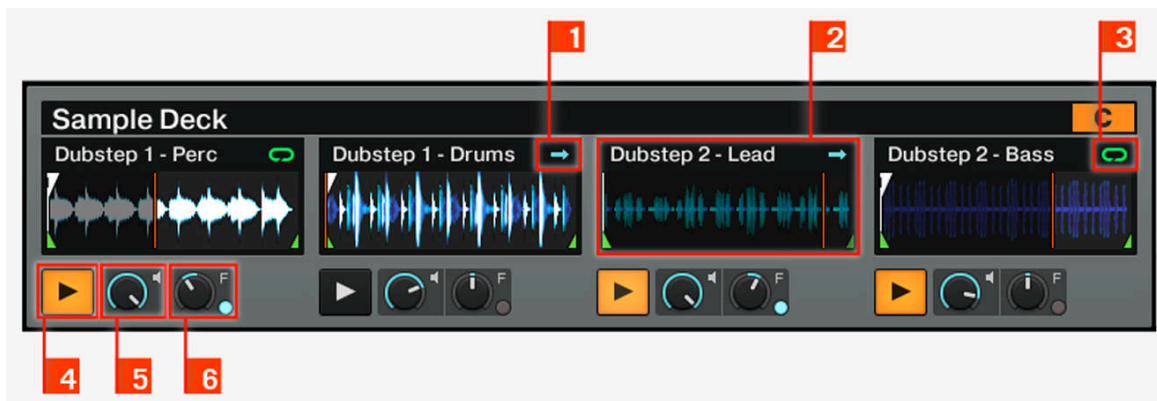 1 2 3
Sample Deck C
Dubstep 1 - Perc Dubstep 1 - Drums Dubstep 2 - Lead Dubstep 2 - Bass
F F F F
4 5 6